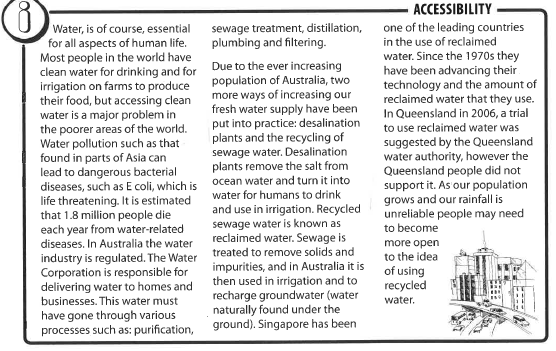 ACCESSIBILITY
Water, is of course, essential
for all aspects of human life.
Most people in the world have
clean water for drinking and for
irrigation on farms to produce
their food, but accessing clean
water is a major problem in
the poorer areas of the world.
Water pollution such as that
found in parts of Asia can
lead to dangerous bacterial
diseases, such as E coli, which is
life threatening. It is estimated
that 1.8 million people die
each year from water-related
diseases. In Australia the water
industry is regulated. The Water
Corporation is responsible for
delivering water to homes and
businesses. This water must
have gone through various
processes such as: purification,
sewage treatment, distillation,
plumbing and filtering.
Due to the ever increasing
population of Australia, two
more ways of increasing our
fresh water supply have been
put into practice: desalination
plants and the recycling of
sewage water. Desalination
plants remove the salt from
ocean water and turn it into
water for humans to drink
and use in irrigation. Recycled
sewage water is known as
reclaimed water. Sewage is
treated to remove solids and
impurities, and in Australia it is
then used in irrigation and to
recharge groundwater (water
naturally found under the
ground). Singapore has been
one of the leading countries
in the use of reclaimed
water. Since the 1970s they
have been advancing their
technology and the amount of
reclaimed water that they use.
In Queensland in 2006, a trial
to use reclaimed water was
suggested by the Queensland
water authority, however the
Queensland people did not
support it. As our population
grows and our rainfall is
unreliable people may need
to become
more open
to the idea
of using
recycled
water.